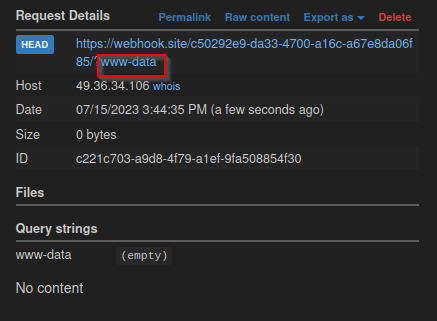 Request Details Permalink Raw content Export as Delete
HEAD https://webhook.site/c50292e9-da33-4700-a16c-a67e8da06f
85/?www-data
Host 49.36.34.106 whois
Date 07/15/2023 3:44:35 PM (a few seconds ago)
Size 0 bytes
ID c221c703-a9d8-4f79-a1ef-9fa508854f30
Files
Query strings
www-data (empty)
No content